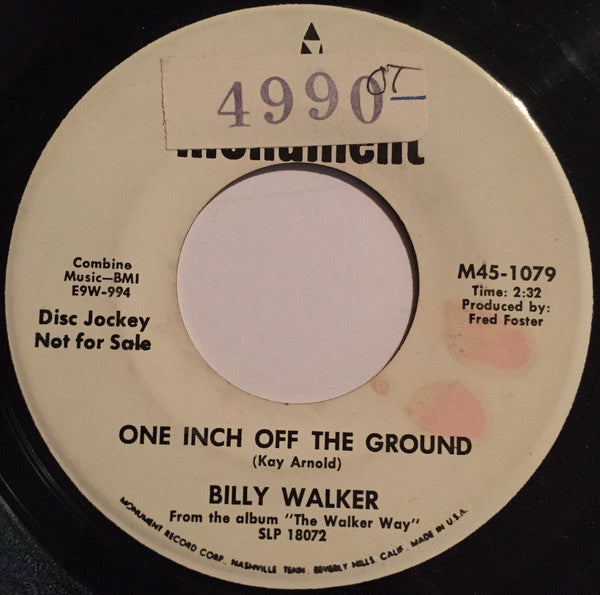 4990 OT
Monument
Combine
Music—BMI
E9W-994
Disc Jockey
Not for Sale
M45-1079
Time: 2:32
Produced by:
Fred Foster
ONE INCH OFF THE GROUND
(Kay Arnold)
BILLY WALKER
From the album "The Walker Way"
SLP 18072
MONUMENT RECORD CORP. NASHVILLE TENN. BEVERLY HILLS, CALIF. MADE IN U.S.A.